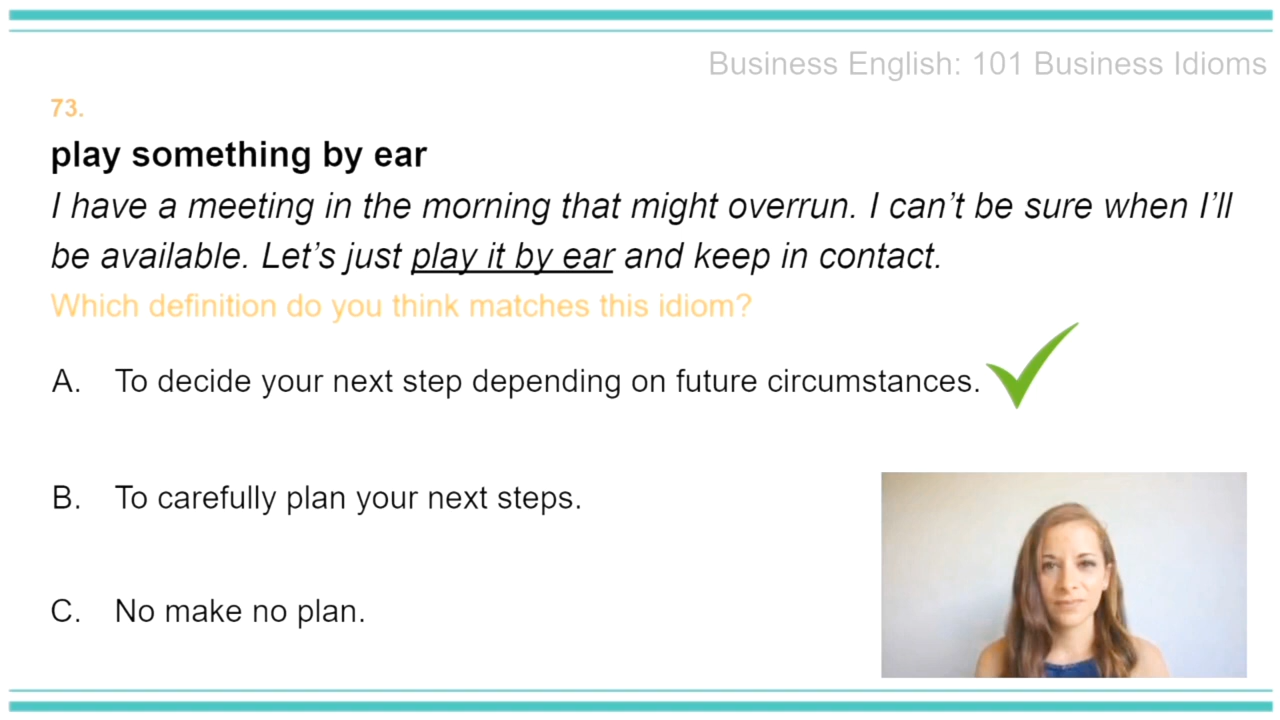 Business English: 101 Business Idioms
73.
play something by ear
I have a meeting in the morning that might overrun. I can’t be sure when I’ll
be available. Let’s just play it by ear and keep in contact.
Which definition do you think matches this idiom?
A. To decide your next step depending on future circumstances.
B. To carefully plan your next steps.
C. No make no plan.